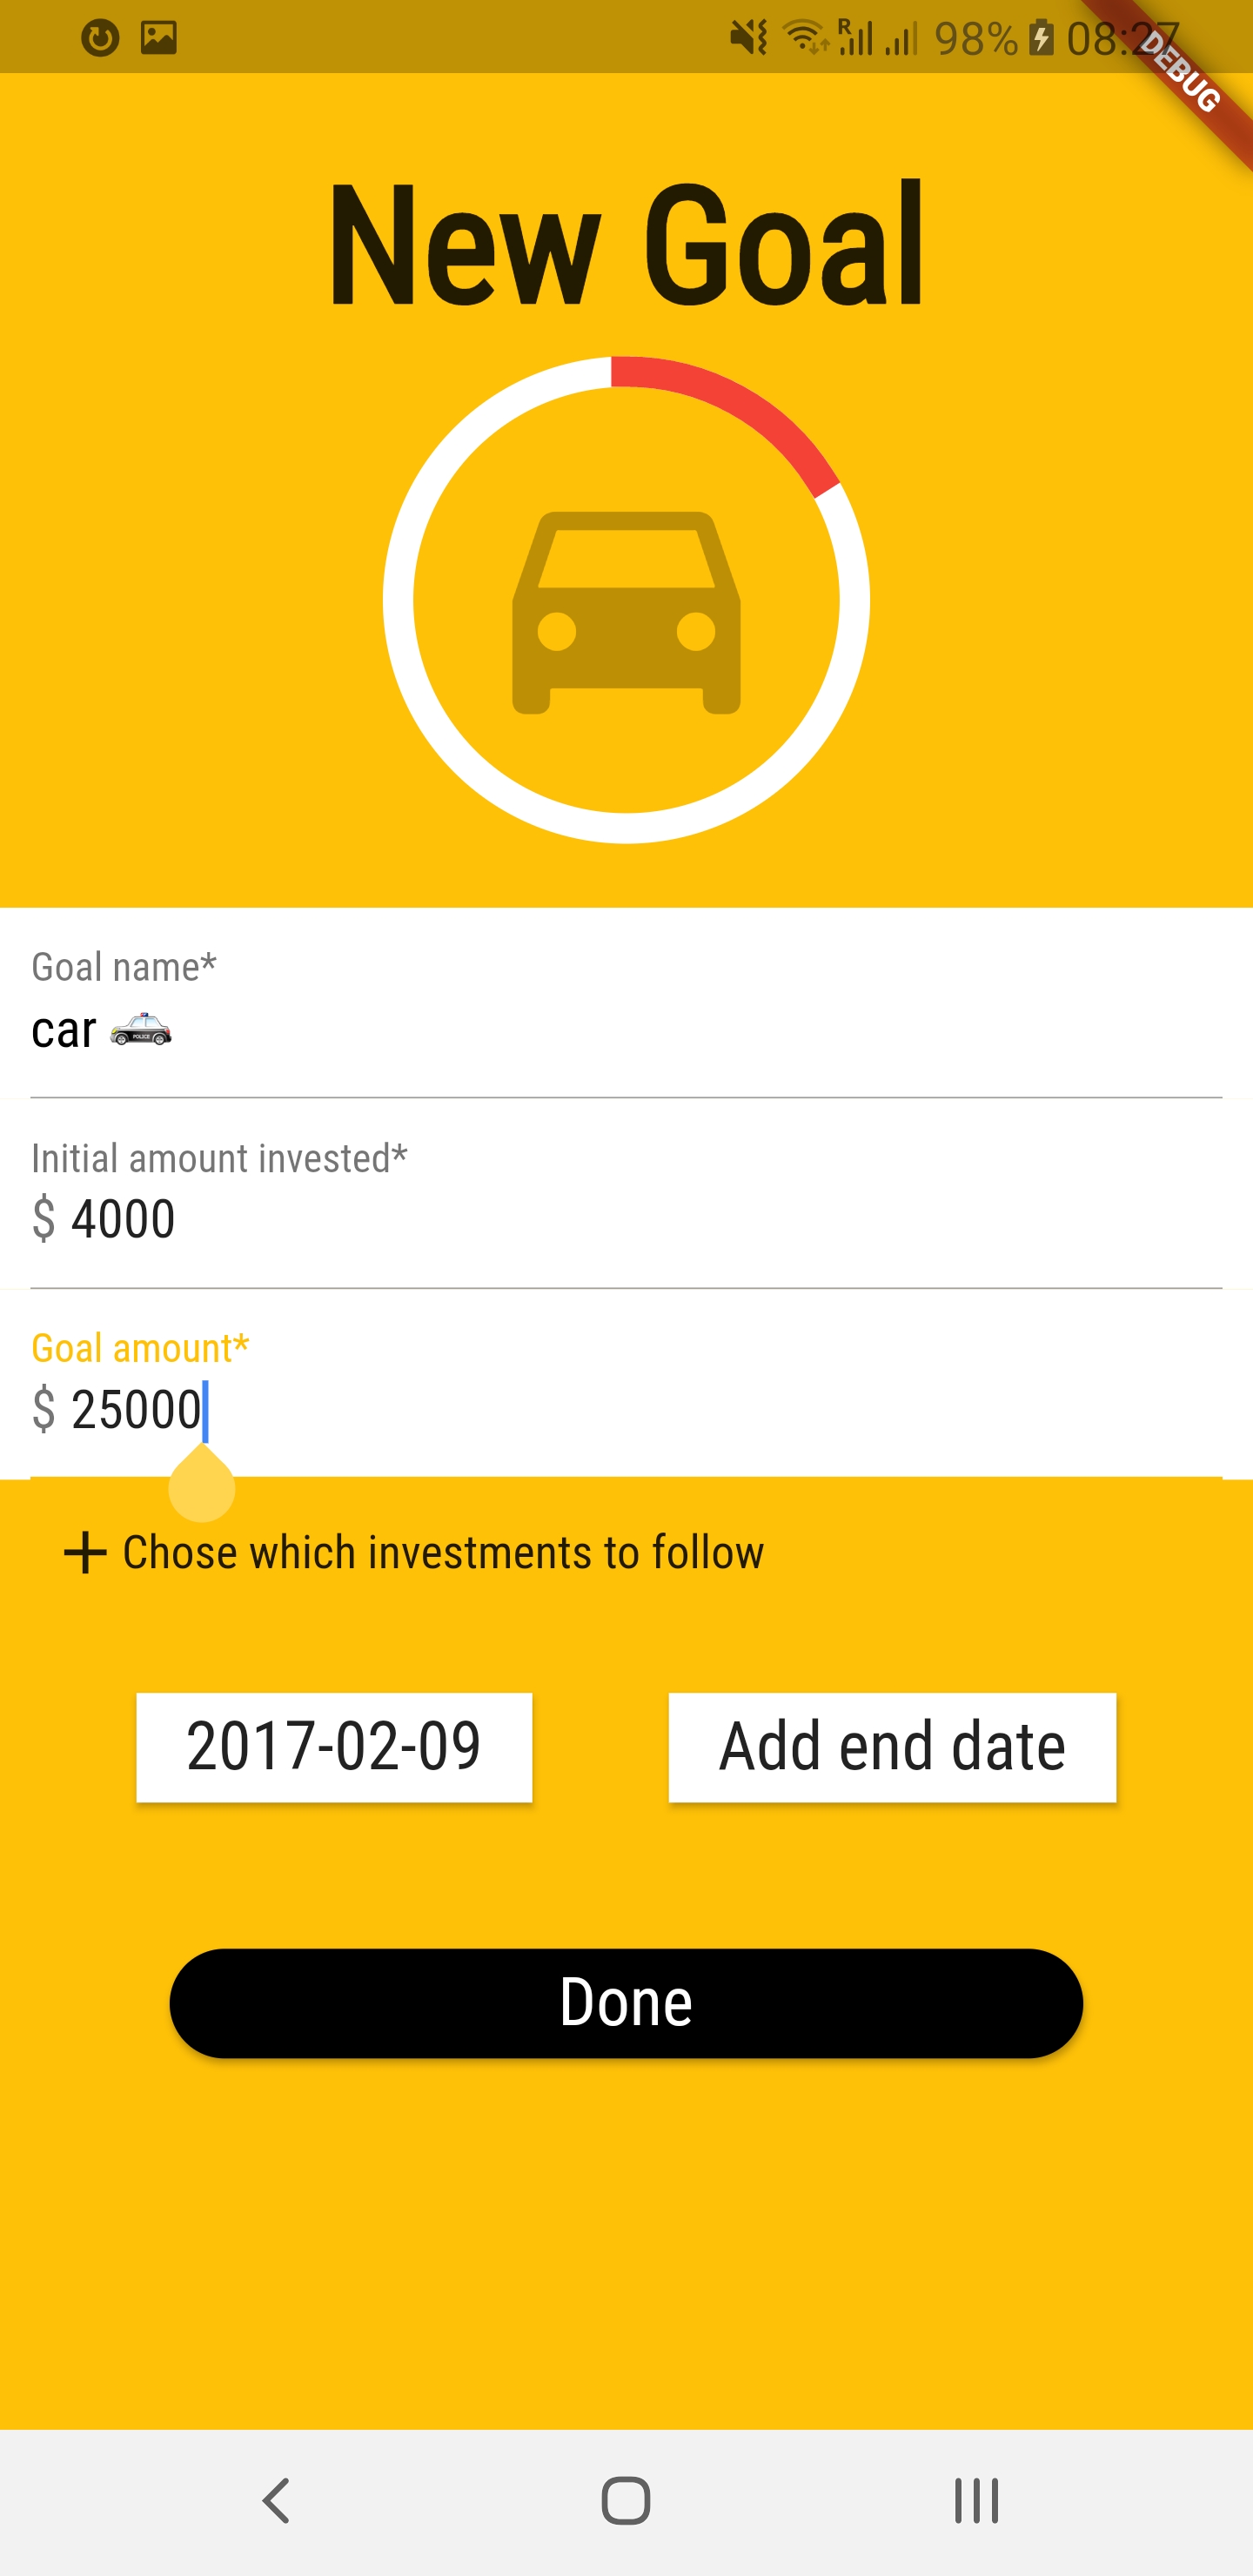 98% 08:27
DEBUG
New Goal
Goal name*
car 🚓
Initial amount invested*
$ 4000
Goal amount*
$ 25000
+ Chose which investments to follow
2017-02-09
Add end date
Done